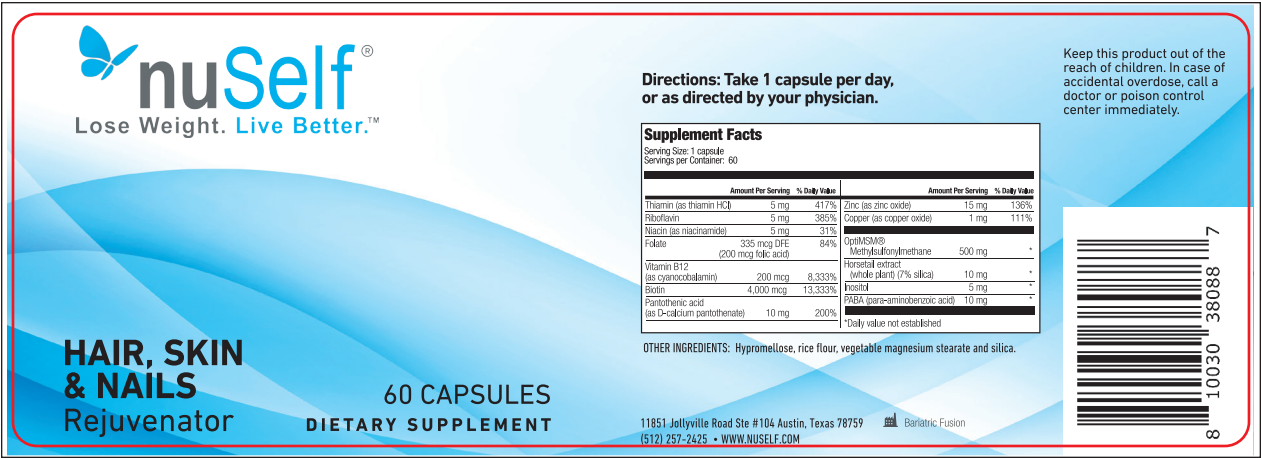 nuSelf®
Lose Weight. Live Better.™
HAIR, SKIN
& NAILS
Rejuvenator
60 CAPSULES
DIETARY SUPPLEMENT
Directions: Take 1 capsule per day,
or as directed by your physician.
Supplement Facts
Serving Size: 1 capsule
Servings per Container: 60
Amount Per Serving % Daily Value
Thiamin (as thiamin HCl) 5 mg 417%
Riboflavin 5 mg 385%
Niacin (as niacinamide) 5 mg 31%
Folate 335 mcg DFE 84%
(200 mcg folic acid)
Vitamin B12
(as cyanocobalamin) 200 mcg 8,333%
Biotin 4,000 mcg 13,333%
Pantothenic acid
(as D-calcium pantothenate) 10 mg 200%
Amount Per Serving % Daily Value
Zinc (as zinc oxide) 15 mg 136%
Copper (as copper oxide) 1 mg 111%
OptiMSM®
Methylsulfonylmethane 500 mg *
Horsetail extract
(whole plant) (7% silica) 10 mg *
Inositol 5 mg *
PABA (para-aminobenzoic acid) 10 mg *
*Daily value not established
OTHER INGREDIENTS: Hypromellose, rice flour, vegetable magnesium stearate and silica.
11851 Jollyville Road Ste #104 Austin, Texas 78759
(512) 257-2425 • WWW.NUSELF.COM
Bariatric Fusion
Keep this product out of the
reach of children. In case of
accidental overdose, call a
doctor or poison control
center immediately.
8 10030 38088 7